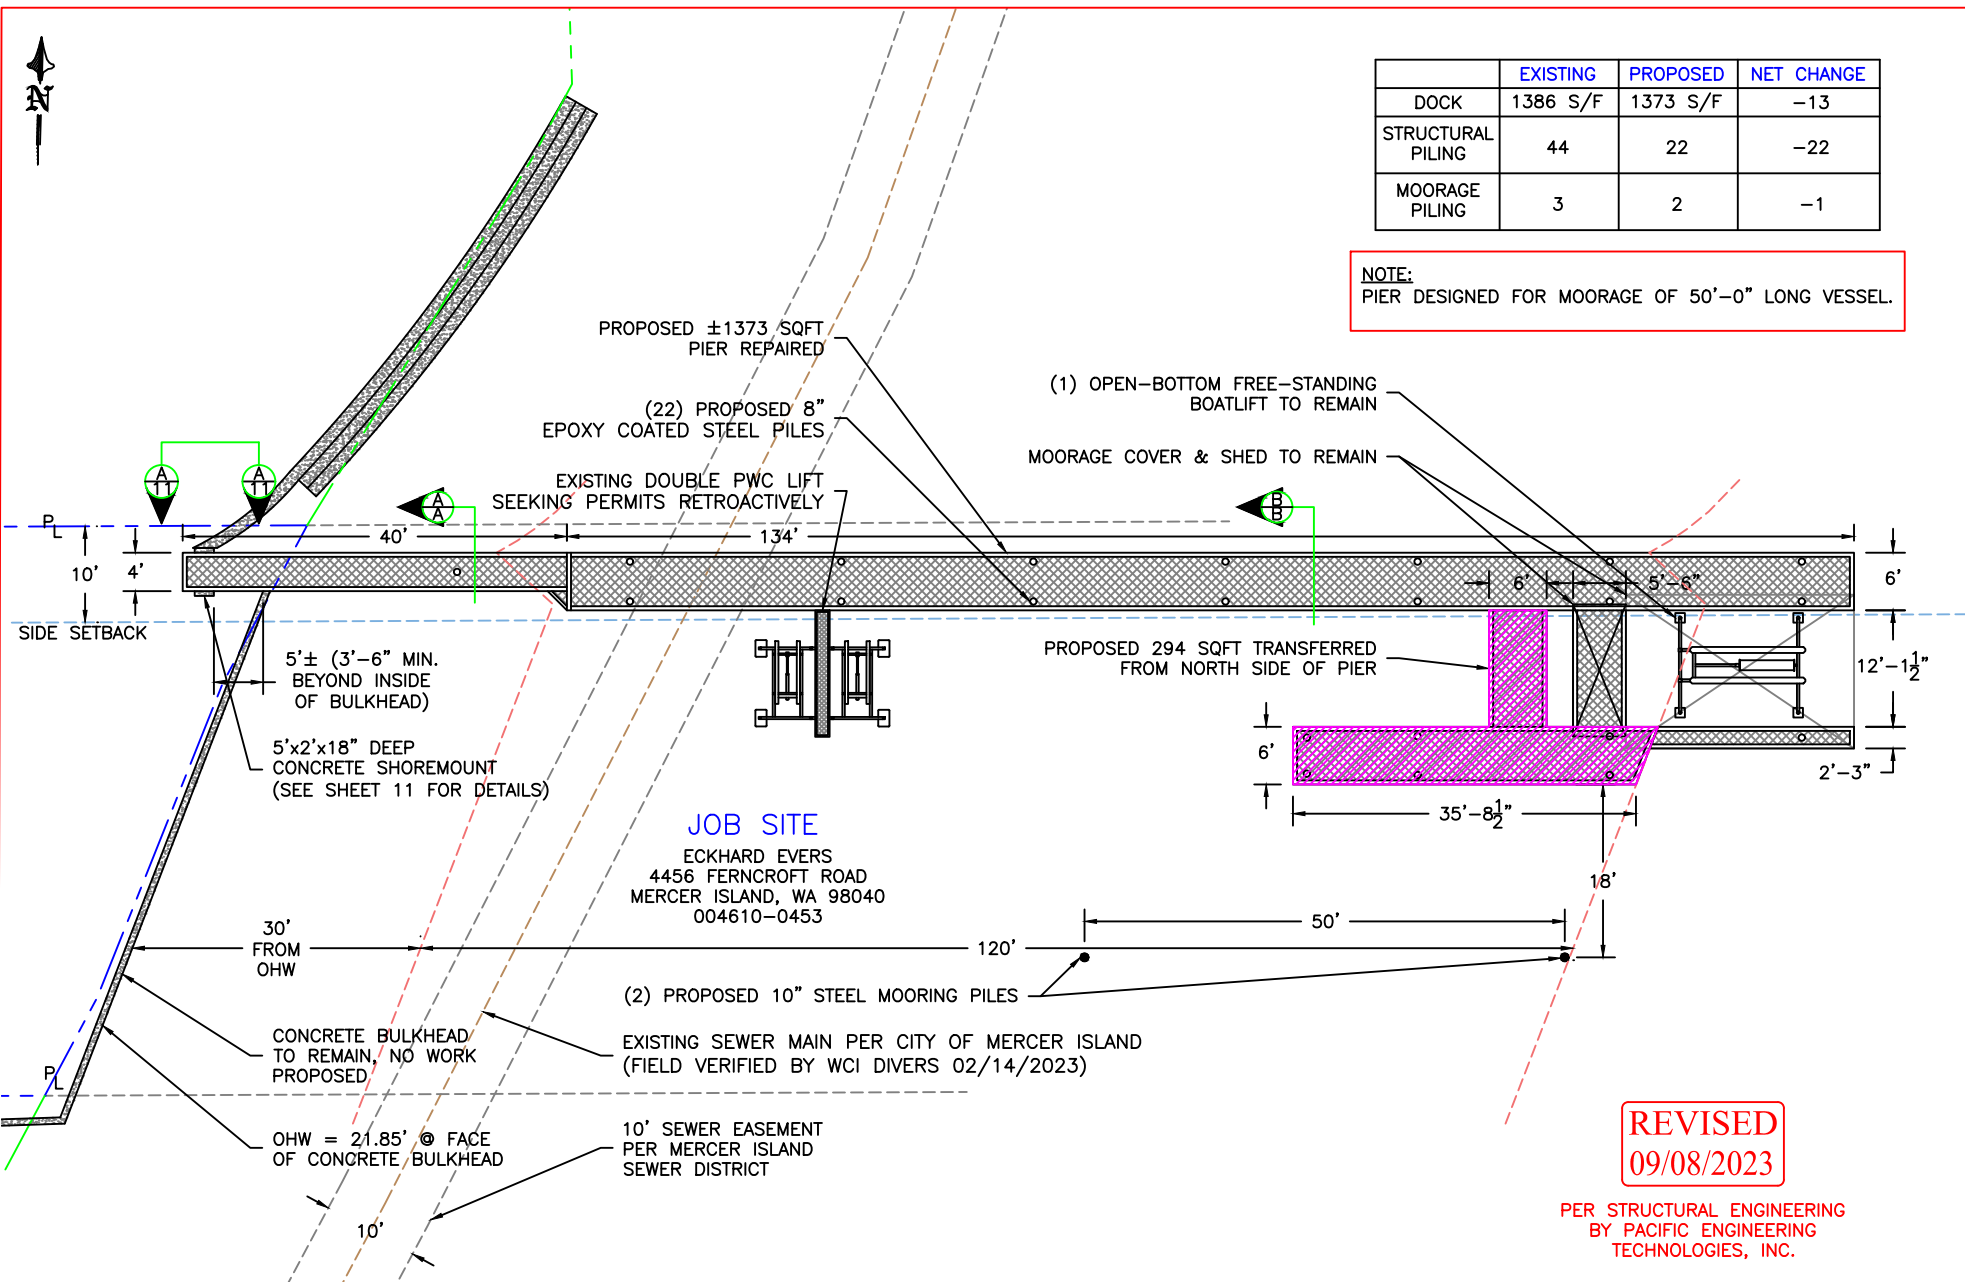 N
EXISTING PROPOSED NET CHANGE
DOCK 1386 S/F 1373 S/F -13
STRUCTURAL
PILING 44 22 -22
MOORAGE
PILING 3 2 -1
NOTE:
PIER DESIGNED FOR MOORAGE OF 50'-0" LONG VESSEL.
PROPOSED ±1373 SQFT
PIER REPAIRED
(22) PROPOSED 8"
EPOXY COATED STEEL PILES
EXISTING DOUBLE PWC LIFT
SEEKING PERMITS RETROACTIVELY
(1) OPEN-BOTTOM FREE-STANDING
BOATLIFT TO REMAIN
MOORAGE COVER & SHED TO REMAIN
A
11
A
11
A
A
B
B
PL
40'
134'
10'
4'
6'
5'-6"
6'
SIDE SETBACK
5'± (3'-6" MIN.
BEYOND INSIDE
OF BULKHEAD)
PROPOSED 294 SQFT TRANSFERRED
FROM NORTH SIDE OF PIER
12'-1 1/2"
5'x2'x18" DEEP
CONCRETE SHOREMOUNT
(SEE SHEET 11 FOR DETAILS)
6'
2'-3"
35'-8 1/2"
JOB SITE
ECKHARD EVERS
4456 FERNCROFT ROAD
MERCER ISLAND, WA 98040
004610-0453
18'
50'
30'
FROM
OHW
120'
(2) PROPOSED 10" STEEL MOORING PILES
CONCRETE BULKHEAD
TO REMAIN, NO WORK
PROPOSED
EXISTING SEWER MAIN PER CITY OF MERCER ISLAND
(FIELD VERIFIED BY WCI DIVERS 02/14/2023)
PL
OHW = 21.85' @ FACE
OF CONCRETE BULKHEAD
10' SEWER EASEMENT
PER MERCER ISLAND
SEWER DISTRICT
10'
REVISED
09/08/2023
PER STRUCTURAL ENGINEERING
BY PACIFIC ENGINEERING
TECHNOLOGIES, INC.